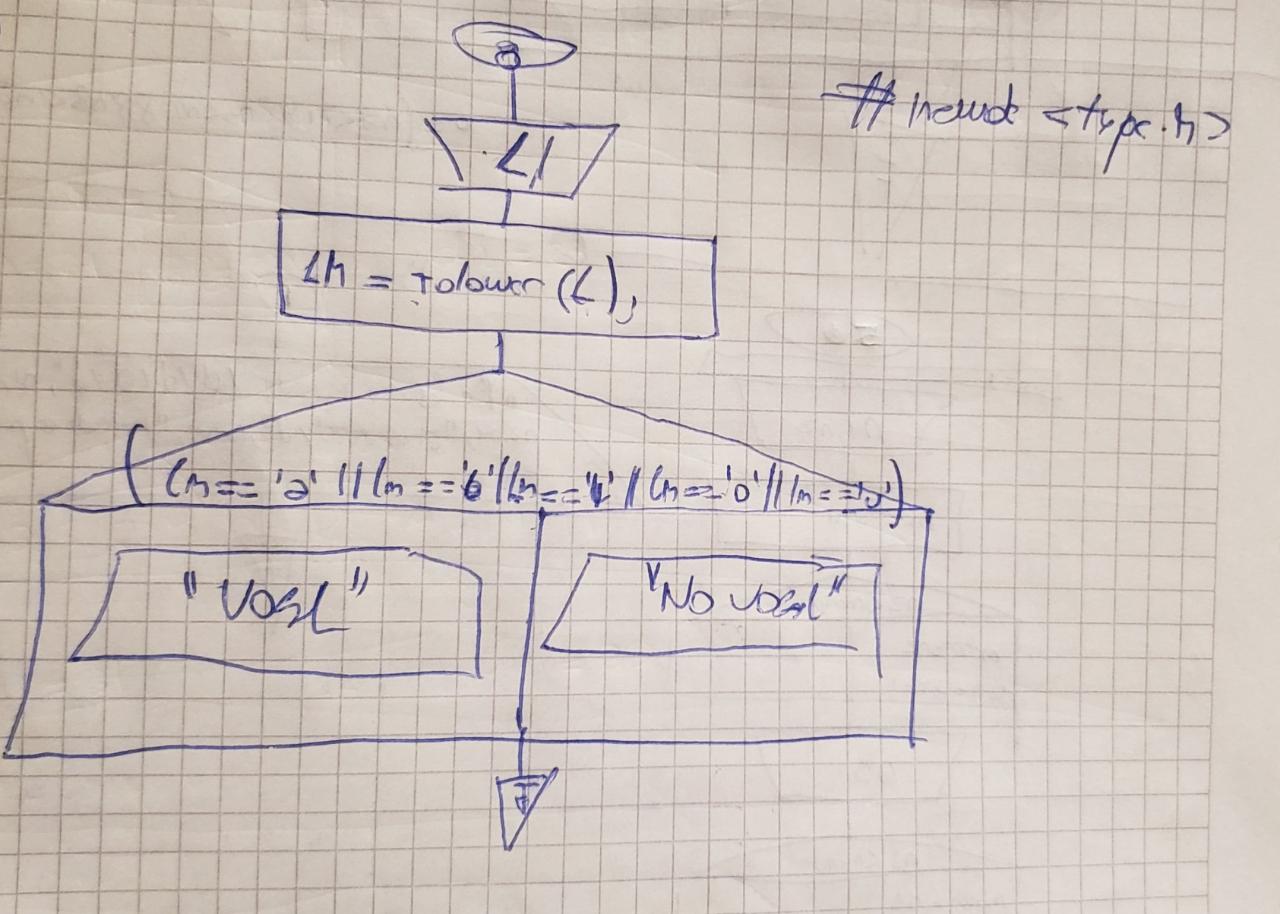 # include <type.h>
L
Lm = tolower (L);
(Lm == 'a' || Lm == 'e' || Lm == 'i' || Lm == 'o' || Lm == 'u')
"VOCAL"
"No vocal"
F